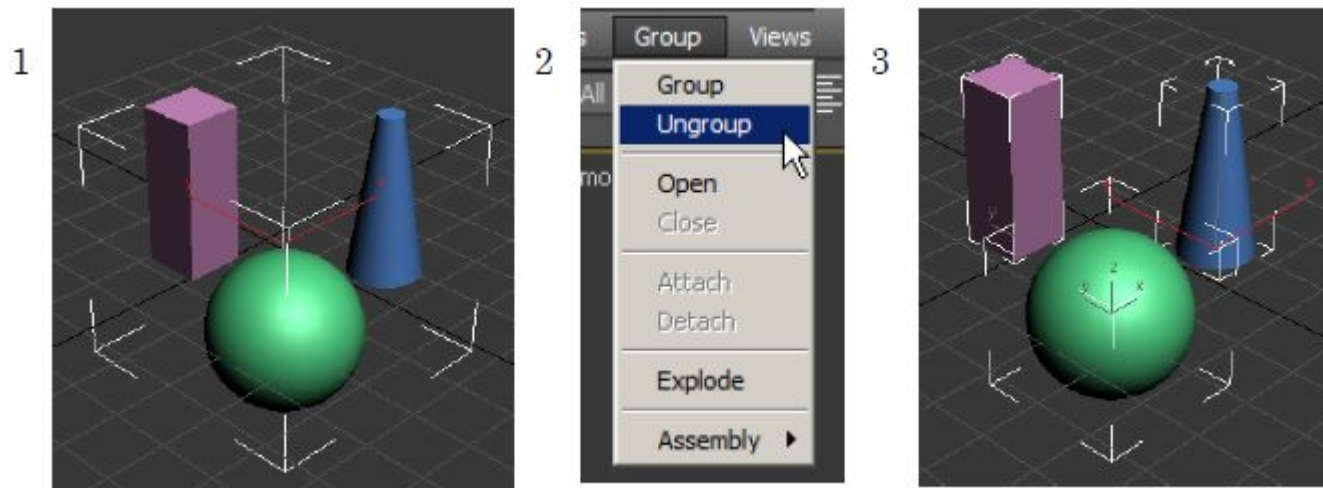 1
2
s Group Views
All
Group
Ungroup
mo
Open
Close
Attach
Detach
Explode
Assembly
3
y
z
y x